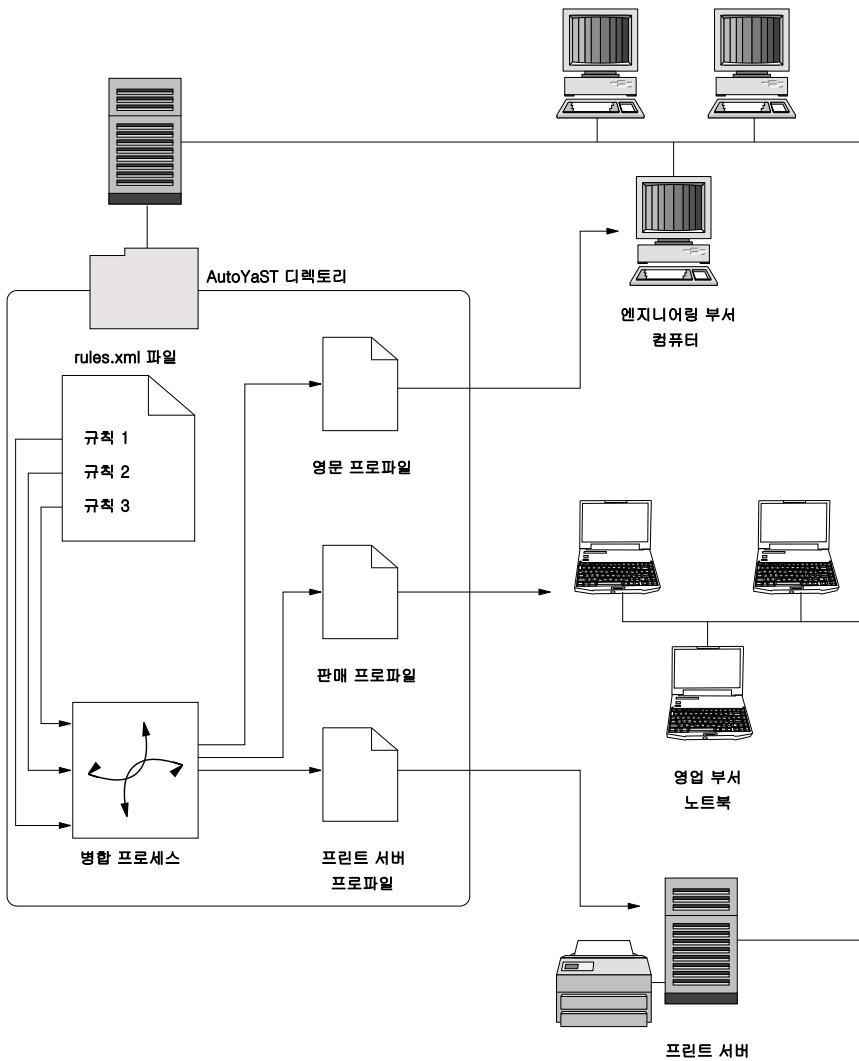 AutoYaST 디렉토리
엔지니어링 부서
컴퓨터
rules.xml 파일
규칙 1
규칙 2
규칙 3
영문 프로파일
판매 프로파일
영업 부서
노트북
병합 프로세스
프린트 서버
프로파일
프린트 서버